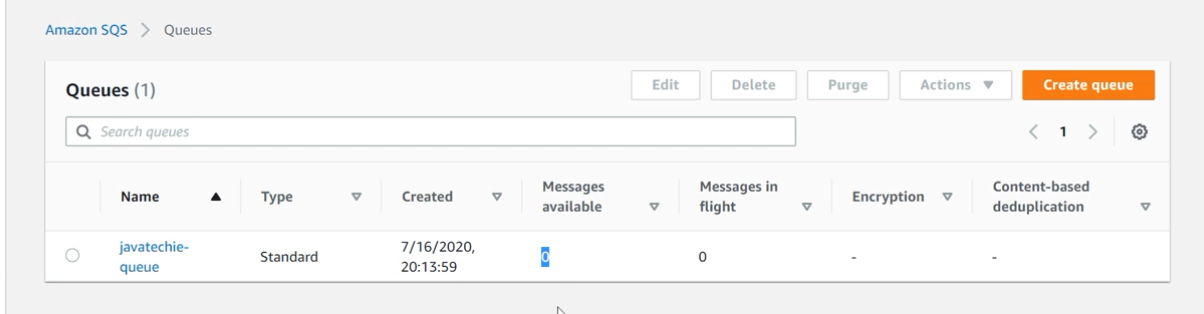 Amazon SQS > Queues
Queues (1)
Edit
Delete
Purge
Actions
Create queue
Search queues
1
Name
Type
Created
Messages
available
Messages in
flight
Encryption
Content-based
deduplication
javatechie-
queue
Standard
7/16/2020,
20:13:59
0
0
-
-